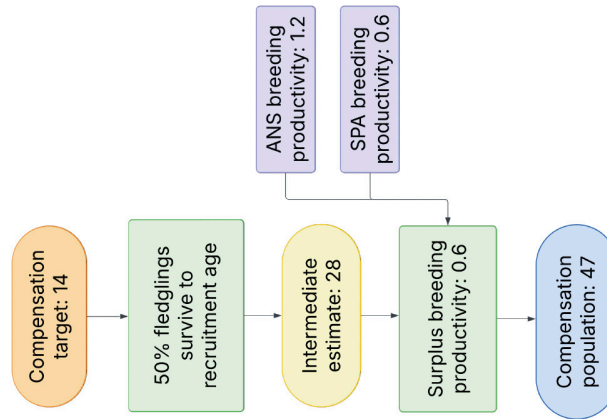 Compensation
target: 14
50% fledglings
survive to
recruitment age
Intermediate
estimate: 28
ANS breeding
productivity: 1.2
SPA breeding
productivity: 0.6
Surplus breeding
productivity: 0.6
Compensation
population: 47